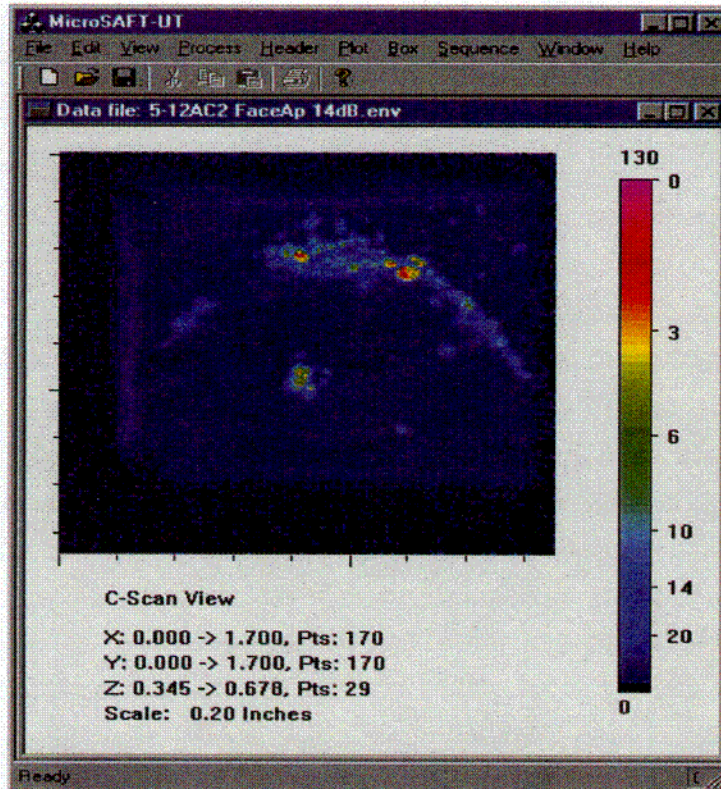 MicroSAFT-UT
File Edit View Process Header Plot Box Sequence Window Help
Data file: 5-12AC2 FaceAp 14dB.env
130
0
3
6
10
14
20
0
C-Scan View
X: 0.000 -> 1.700, Pts: 170
Y: 0.000 -> 1.700, Pts: 170
Z: 0.345 -> 0.678, Pts: 29
Scale: 0.20 Inches
Ready